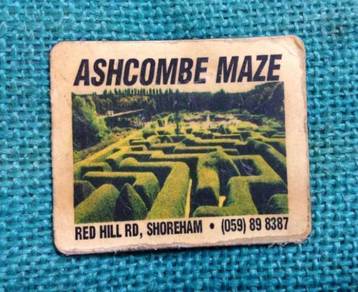 ASHCOMBE MAZE
RED HILL RD, SHOREHAM • (059) 89 8387